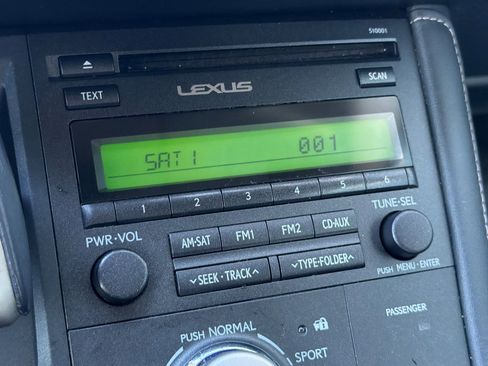 510001
TEXT
LEXUS
SCAN
SAT1 001
1 2 3 4 5 6
PWR·VOL
AM·SAT FM1 FM2 CD·AUX
TUNE·SEL
SEEK·TRACK
TYPE·FOLDER
PUSH MENU·ENTER
PUSH NORMAL
SPORT
PASSENGER